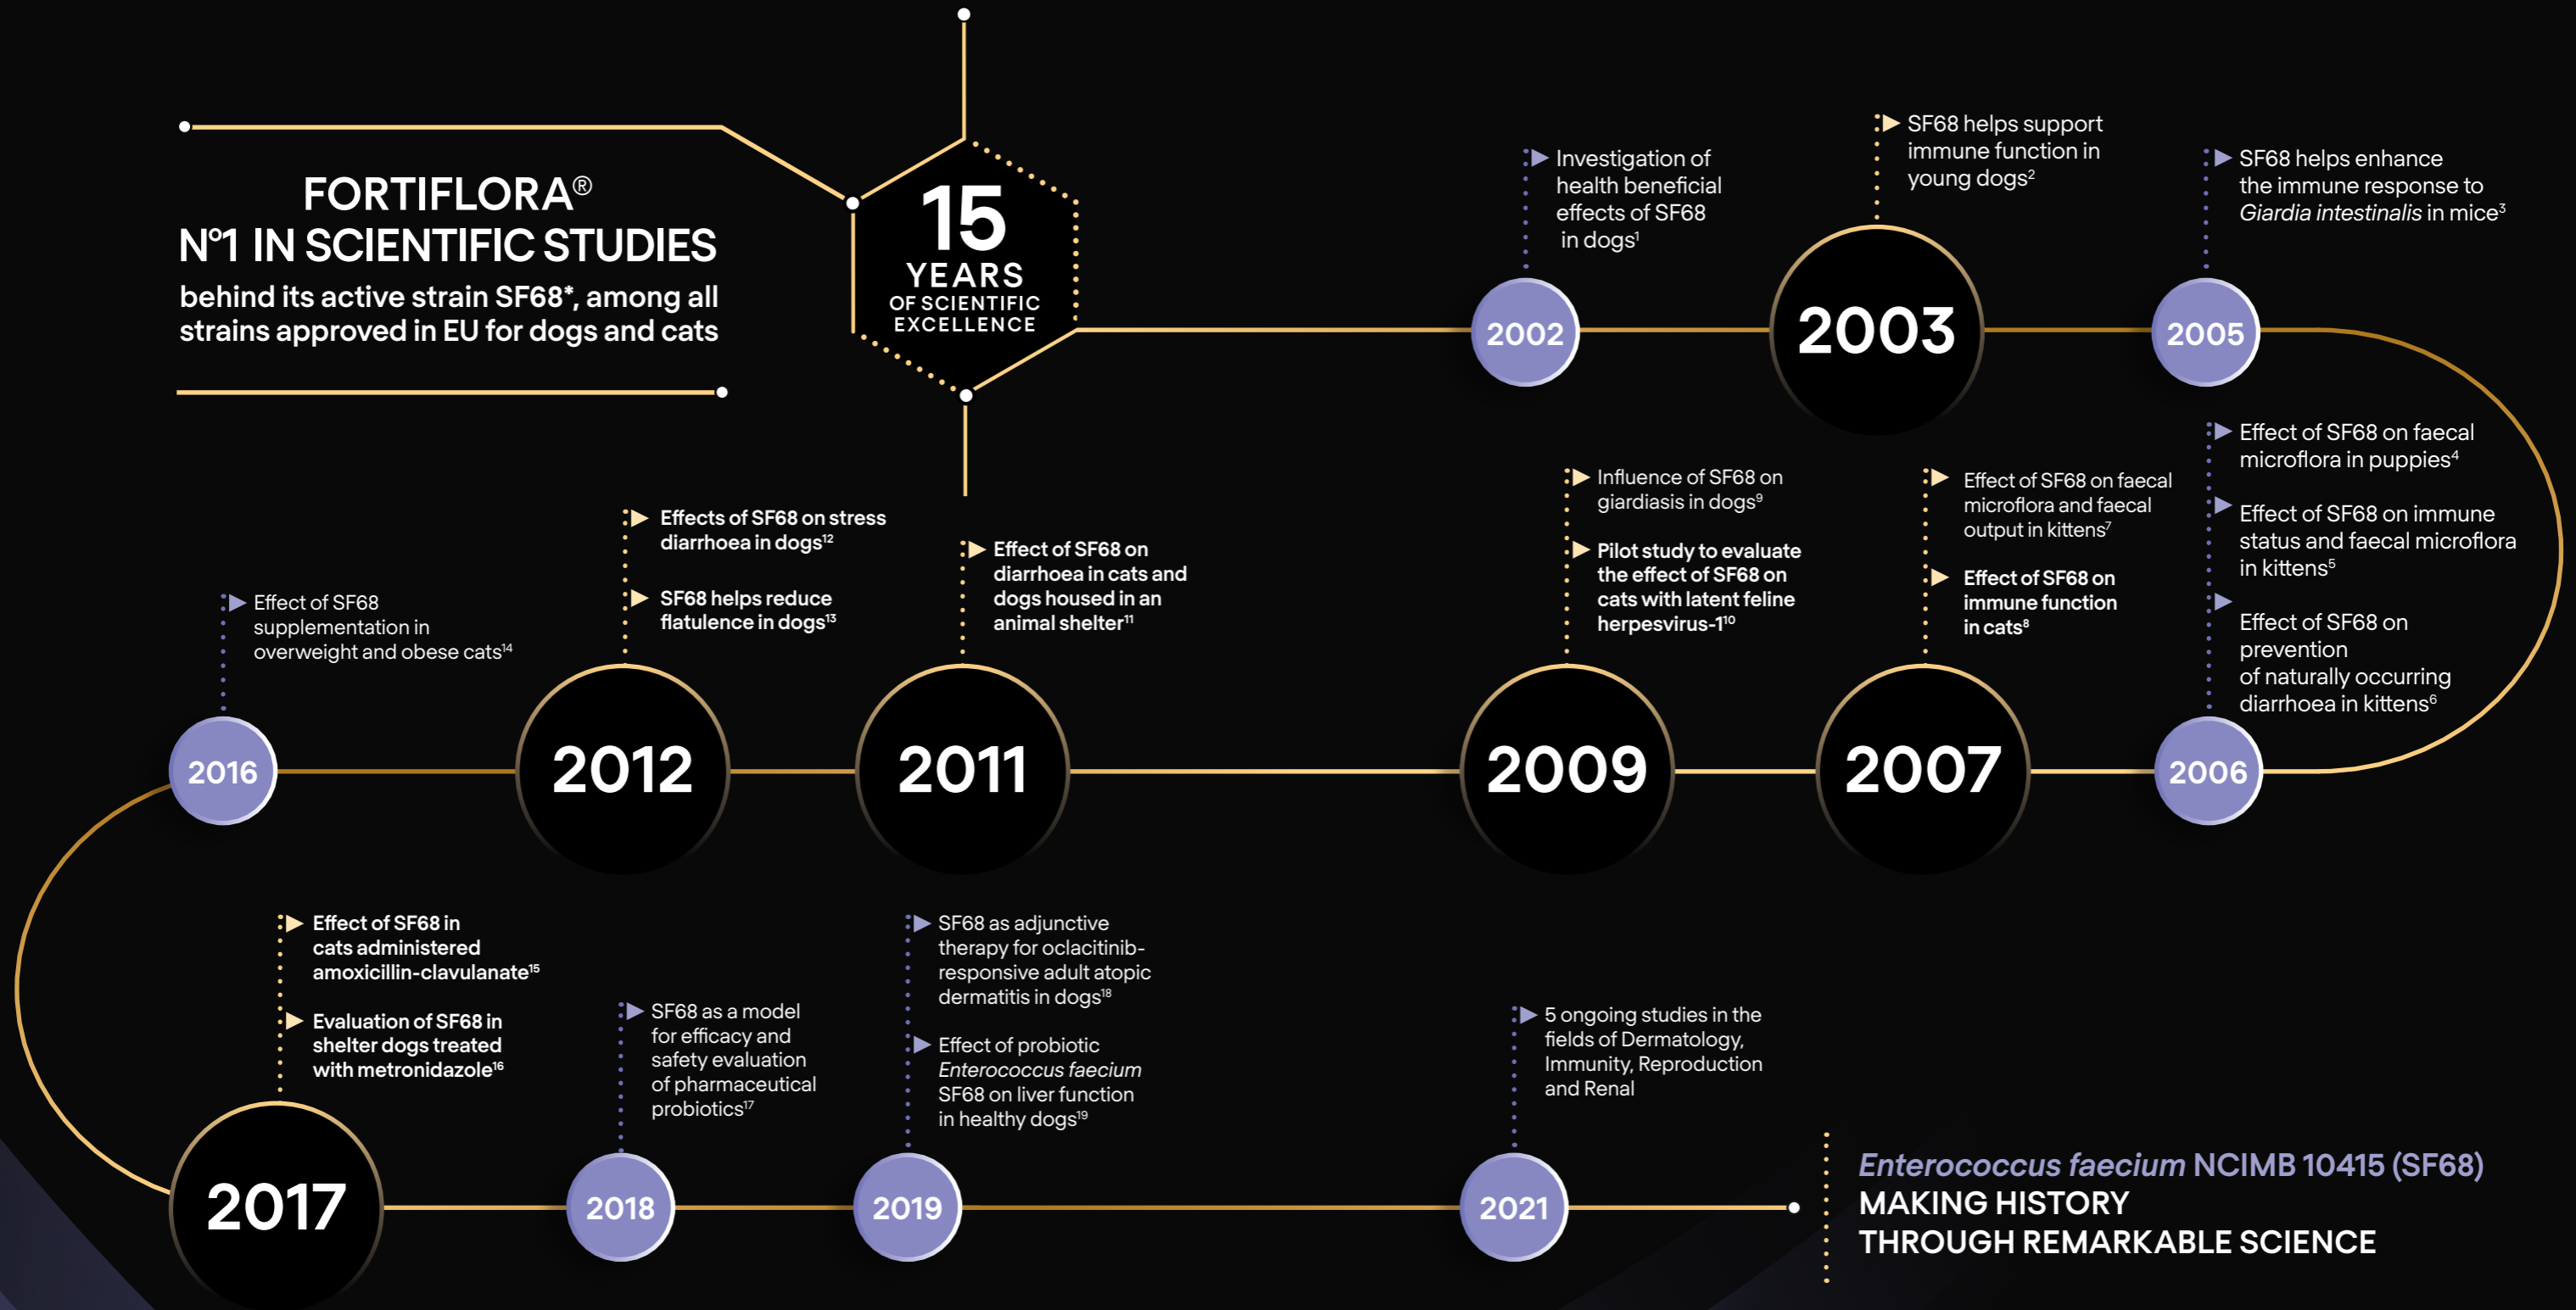 FORTIFLORA®
Nº1 IN SCIENTIFIC STUDIES
behind its active strain SF68*, among all
strains approved in EU for dogs and cats
15
YEARS
OF SCIENTIFIC
EXCELLENCE
Investigation of
health beneficial
effects of SF68
in dogs¹
2002
SF68 helps support
immune function in
young dogs²
2003
SF68 helps enhance
the immune response to
Giardia intestinalis in mice³
2005
Effect of SF68 on faecal
microflora in puppies⁴
Effect of SF68 on immune
status and faecal microflora
in kittens⁵
Effect of SF68 on
prevention
of naturally occurring
diarrhoea in kittens⁶
2006
Effect of SF68 on faecal
microflora and faecal
output in kittens⁷
Effect of SF68 on
immune function
in cats⁸
2007
Influence of SF68 on
giardiasis in dogs⁹
Pilot study to evaluate
the effect of SF68 on
cats with latent feline
herpesvirus-1¹⁰
2009
Effect of SF68 on
diarrhoea in cats and
dogs housed in an
animal shelter¹¹
2011
Effects of SF68 on stress
diarrhoea in dogs¹²
SF68 helps reduce
flatulence in dogs¹³
2012
Effect of SF68
supplementation in
overweight and obese cats¹⁴
2016
Effect of SF68 in
cats administered
amoxicillin-clavulanate¹⁵
Evaluation of SF68 in
shelter dogs treated
with metronidazole¹⁶
2017
SF68 as a model
for efficacy and
safety evaluation
of pharmaceutical
probiotics¹⁷
2018
SF68 as adjunctive
therapy for oclacitinib-
responsive adult atopic
dermatitis in dogs¹⁸
Effect of probiotic
Enterococcus faecium
SF68 on liver function
in healthy dogs¹⁹
2019
5 ongoing studies in the
fields of Dermatology,
Immunity, Reproduction
and Renal
2021
Enterococcus faecium NCIMB 10415 (SF68)
MAKING HISTORY
THROUGH REMARKABLE SCIENCE